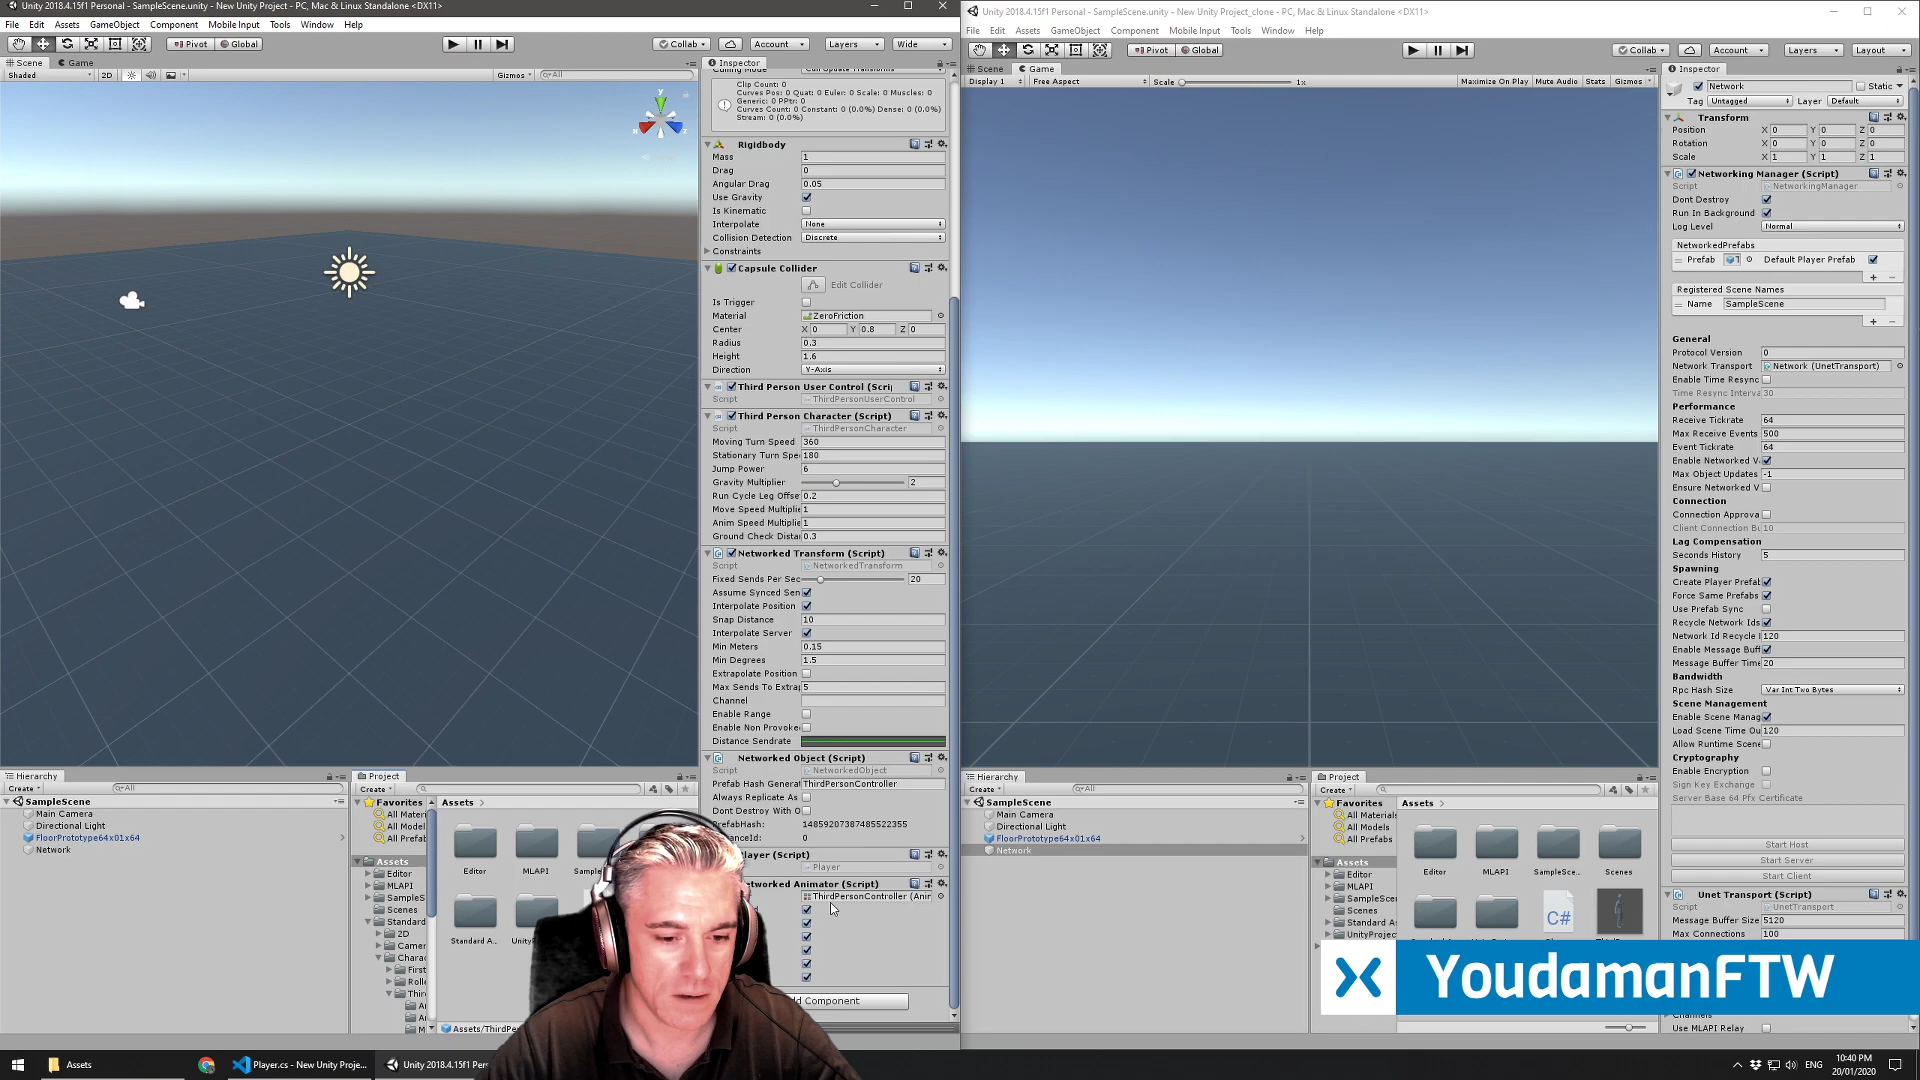 Unity 2018.4.15f1 Personal - SampleScene.unity - New Unity Project - PC, Mac & Linux Standalone <DX11>
File Edit Assets GameObject Component Mobile Input Tools Window Help
Pivot Global Collab Account Layers Wide
Scene Game
Shaded 2D Gizmos All
Inspector
Clip Count: 0
Curves Pos: 0 Quat: 0 Euler: 0 Scale: 0 Muscles: 0
Generic: 0 PPtr: 0
Curves Count: 0 Constant: 0 (0.0%) Dense: 0 (0.0%)
Stream: 0 (0.0%)
Rigidbody
Mass 1
Drag 0
Angular Drag 0.05
Use Gravity
Is Kinematic
Interpolate None
Collision Detection Discrete
Constraints
Capsule Collider
Edit Collider
Is Trigger
Material ZeroFriction
Center X 0 Y 0.8 Z 0
Radius 0.3
Height 1.6
Direction Y-Axis
Third Person User Control (Scri
Script ThirdPersonUserControl
Third Person Character (Script)
Script ThirdPersonCharacter
Moving Turn Speed 360
Stationary Turn Spe 180
Jump Power 6
Gravity Multiplier 2
Run Cycle Leg Offse 0.2
Move Speed Multiplie 1
Anim Speed Multiplie 1
Ground Check Distan 0.3
Networked Transform (Script)
Script NetworkedTransform
Fixed Sends Per Sec 20
Assume Synced Sen
Interpolate Position
Snap Distance 10
Interpolate Server
Min Meters 0.15
Min Degrees 1.5
Extrapolate Position
Max Sends To Extrap 5
Channel
Enable Range
Enable Non Provoke
Distance Sendrate
Networked Object (Script)
Script NetworkedObject
Prefab Hash Genera ThirdPersonController
Always Replicate As
Dont Destroy With O
PrefabHash: 14859207387485522355
anceId: 0
layer (Script)
Player
etworked Animator (Script)
ThirdPersonController (Anir
dd Component
Hierarchy
Create All
SampleScene
Main Camera
Directional Light
FloorPrototype64x01x64
Network
Project
Create
Favorites
All Materi
All Model
All Prefab
Assets
Editor
MLAPI
Sample
Scenes
Standard
2D
Camer
Charac
First
Rolle
Thir
Assets
Editor MLAPI Sample
Standard A... UnityP
Assets/ThirdPer
Unity 2018.4.15f1 Personal - SampleScene.unity - New Unity Project_clone - PC, Mac & Linux Standalone <DX11>
File Edit Assets GameObject Component Mobile Input Tools Window Help
Pivot Global Collab Account Layers Layout
Scene Game
Display 1 Free Aspect Scale 1x Maximize On Play Mute Audio Stats Gizmos
Inspector
Network Static
Tag Untagged Layer Default
Transform
Position X 0 Y 0 Z 0
Rotation X 0 Y 0 Z 0
Scale X 1 Y 1 Z 1
Networking Manager (Script)
Script NetworkingManager
Dont Destroy
Run In Background
Log Level Normal
NetworkedPrefabs
Prefab Default Player Prefab
Registered Scene Names
Name SampleScene
General
Protocol Version 0
Network Transport Network (UnetTransport)
Enable Time Resync
Time Resync Interva 30
Performance
Receive Tickrate 64
Max Receive Events 500
Event Tickrate 64
Enable Networked V
Max Object Updates -1
Ensure Networked V
Connection
Connection Approva
Client Connection Bu 10
Lag Compensation
Seconds History 5
Spawning
Create Player Prefab
Force Same Prefabs
Use Prefab Sync
Recycle Network Ids
Network Id Recycle I 120
Enable Message Buff
Message Buffer Time 20
Bandwidth
Rpc Hash Size Var Int Two Bytes
Scene Management
Enable Scene Manag
Load Scene Time Ou 120
Allow Runtime Scene
Cryptography
Enable Encryption
Sign Key Exchange
Server Base 64 Pfx Certificate
Start Host
Start Server
Start Client
Unet Transport (Script)
Script UnetTransport
Message Buffer Size 5120
Max Connections 100
Use MLAPI Relay
Hierarchy
Create All
SampleScene
Main Camera
Directional Light
FloorPrototype64x01x64
Network
Project
Create
Favorites
All Materials
All Models
All Prefabs
Assets
Editor
MLAPI
SampleSce
Scenes
Standard As
UnityProject
Assets
Editor MLAPI SampleSce... Scenes
C#
YoudamanFTW
Assets
Player.cs - New Unity Proje...
Unity 2018.4.15f1 Pers
ENG
10:40 PM
20/01/2020